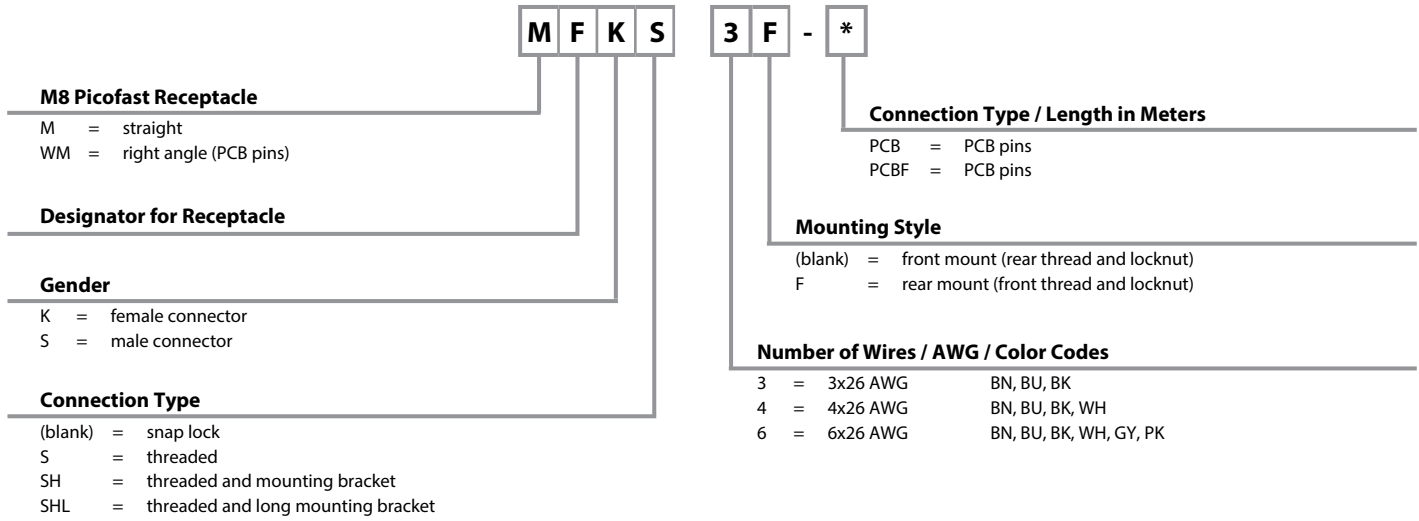 M F K S 3 F - *
M8 Picofast Receptacle
M = straight
WM = right angle (PCB pins)
Designator for Receptacle
Gender
K = female connector
S = male connector
Connection Type
(blank) = snap lock
S = threaded
SH = threaded and mounting bracket
SHL = threaded and long mounting bracket
Connection Type / Length in Meters
PCB = PCB pins
PCBF = PCB pins
Mounting Style
(blank) = front mount (rear thread and locknut)
F = rear mount (front thread and locknut)
Number of Wires / AWG / Color Codes
3 = 3x26 AWG BN, BU, BK
4 = 4x26 AWG BN, BU, BK, WH
6 = 6x26 AWG BN, BU, BK, WH, GY, PK